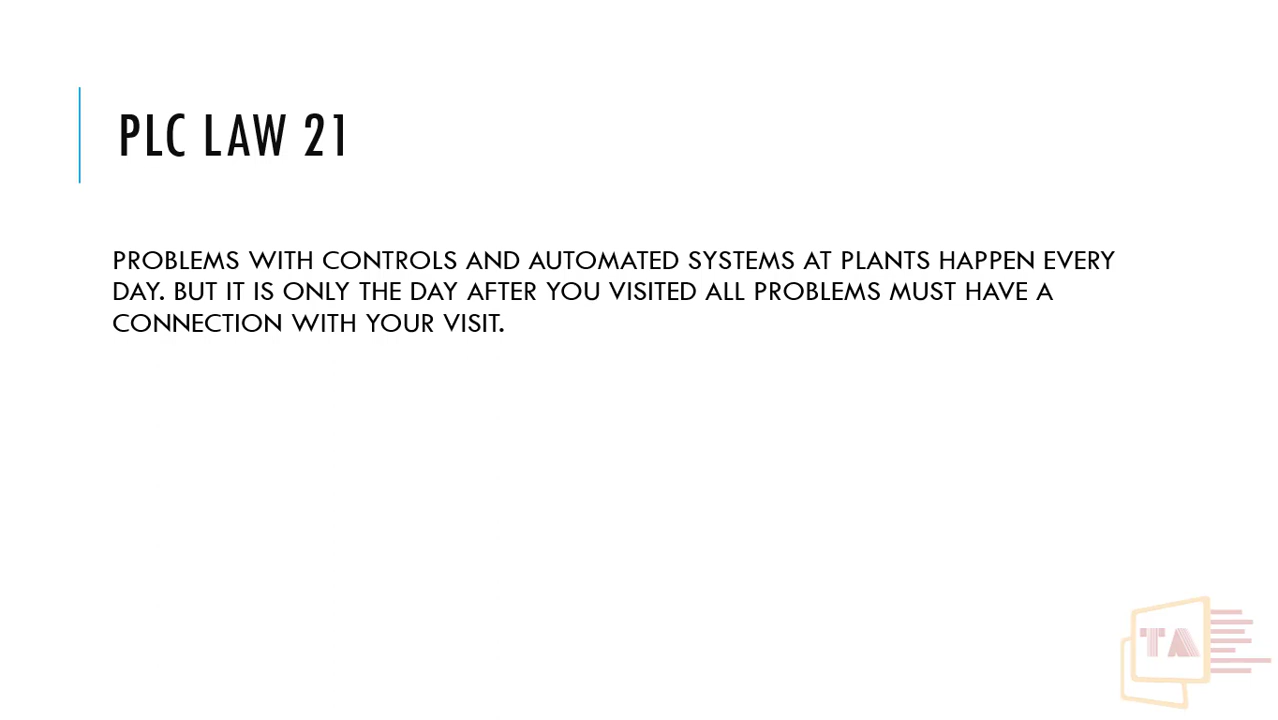 PLC LAW 21
PROBLEMS WITH CONTROLS AND AUTOMATED SYSTEMS AT PLANTS HAPPEN EVERY
DAY. BUT IT IS ONLY THE DAY AFTER YOU VISITED ALL PROBLEMS MUST HAVE A
CONNECTION WITH YOUR VISIT.
TA